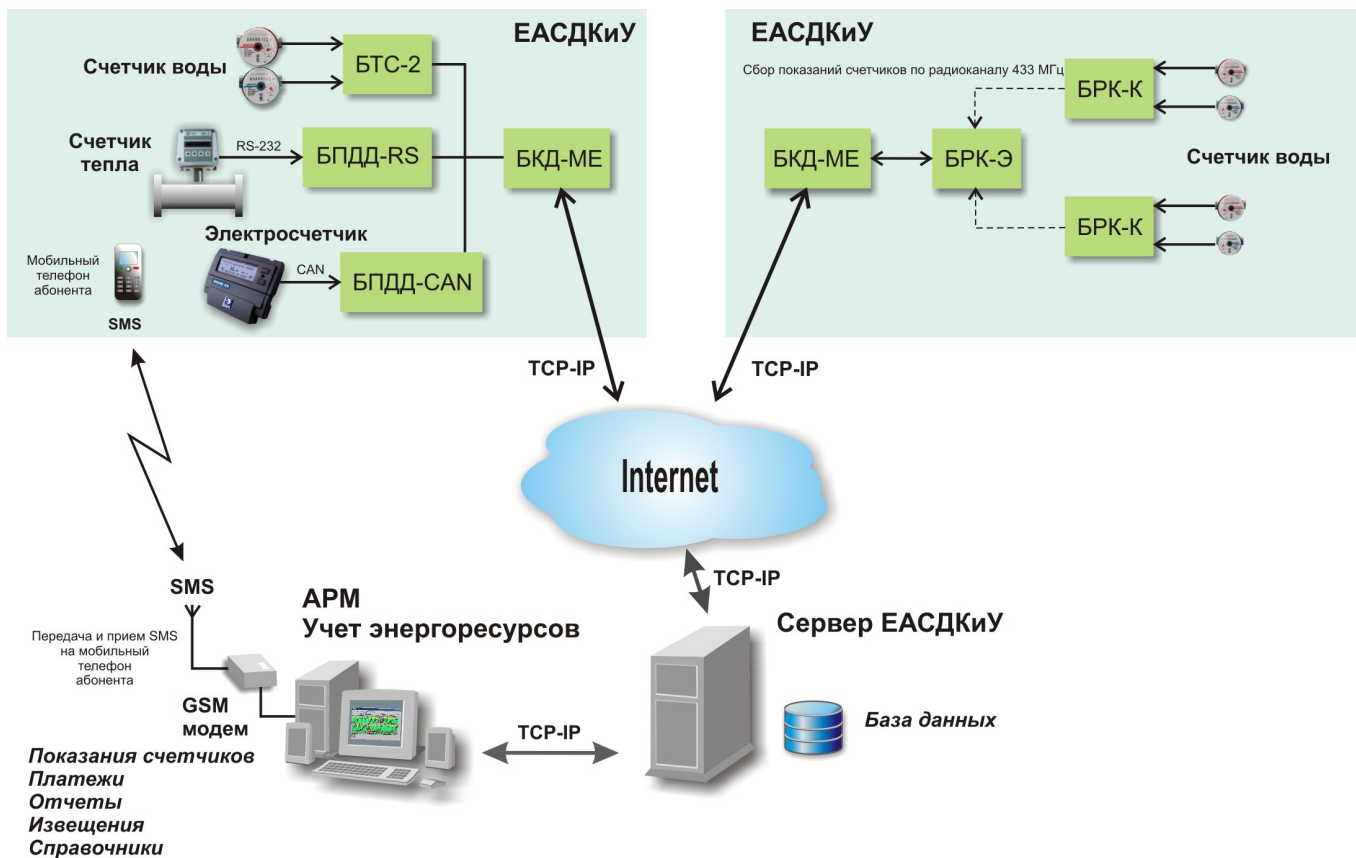 ЕАСДКиУ
Счетчик воды
БТС-2
Счетчик
тепла
RS-232
БПДД-RS
БКД-МЕ
Электросчетчик
CAN
БПДД-CAN
Мобильный
телефон
абонента
SMS
TCP-IP
ЕАСДКиУ
Сбор показаний счетчиков по радиоканалу 433 МГц
БРК-К
БКД-МЕ
БРК-Э
Счетчик воды
БРК-К
TCP-IP
Internet
TCP-IP
SMS
Передача и прием SMS
на мобильный
телефон
абонента
GSM
модем
АРМ
Учет энергоресурсов
TCP-IP
Сервер ЕАСДКиУ
База данных
Показания счетчиков
Платежи
Отчеты
Извещения
Справочники